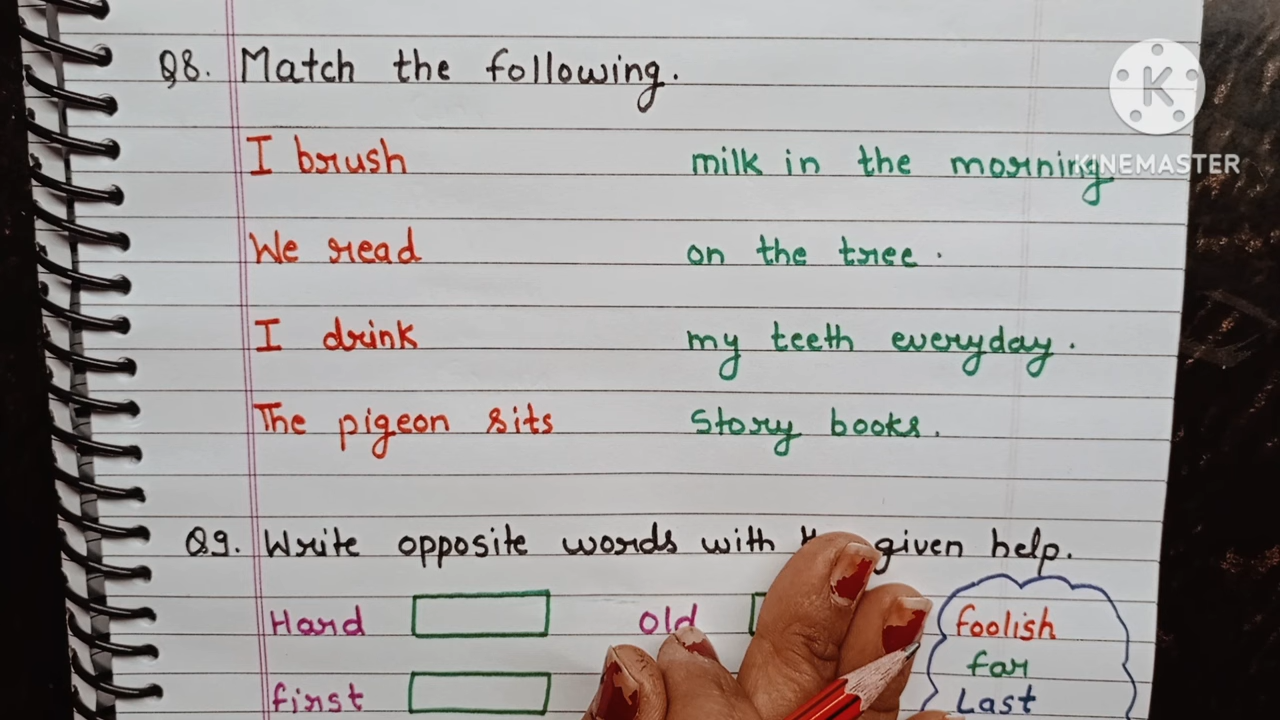 Q8. Match the following.
I brush milk in the morning
We read on the tree.
I drink my teeth everyday.
The pigeon sits Story books.
Q9. Write opposite words with given help.
Hard Old foolish
far
first Last
K
KINEMASTER